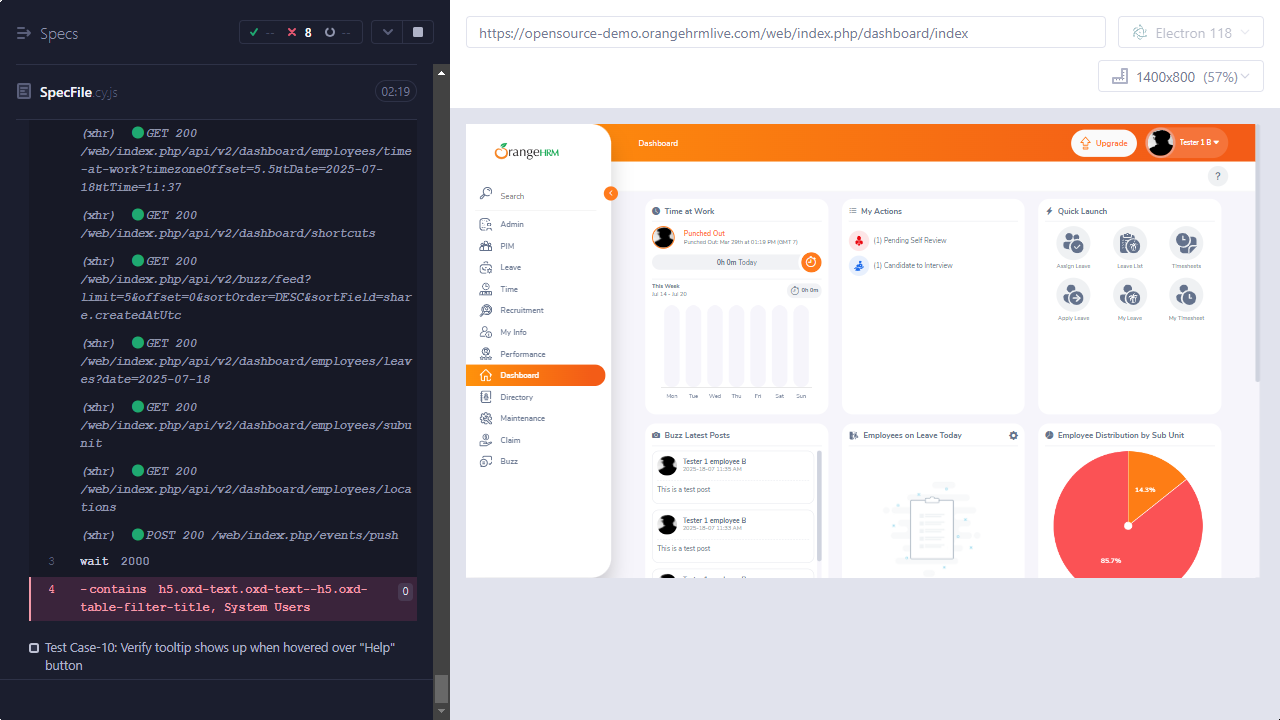 Specs
-- 8 --
SpecFile.cy.js
02:19
(xhr) GET 200
/web/index.php/api/v2/dashboard/employees/time
-at-work?timezoneOffset=5.5&currentDate=2025-07-
18&currentTime=11:37
(xhr) GET 200
/web/index.php/api/v2/dashboard/shortcuts
(xhr) GET 200
/web/index.php/api/v2/buzz/feed?
limit=5&offset=0&sortOrder=DESC&sortField=shar
e.createdAtUtc
(xhr) GET 200
/web/index.php/api/v2/dashboard/employees/leav
es?date=2025-07-18
(xhr) GET 200
/web/index.php/api/v2/dashboard/employees/subu
nit
(xhr) GET 200
/web/index.php/api/v2/dashboard/employees/loca
tions
(xhr) POST 200 /web/index.php/events/push
3 wait 2000
4 -contains h5.oxd-text.oxd-text--h5.oxd-
table-filter-title, System Users
0
Test Case-10: Verify tooltip shows up when hovered over "Help"
button
https://opensource-demo.orangehrmlive.com/web/index.php/dashboard/index
Electron 118
1400x800 (57%)
OrangeHRM
Search
Admin
PIM
Leave
Time
Recruitment
My Info
Performance
Dashboard
Directory
Maintenance
Claim
Buzz
Dashboard
Upgrade
Tester 1 B
?
Time at Work
Punched Out
Punched Out: Mar 28th at 01:19 PM (GMT 7)
0h 0m Today
This Week
Jul 14 - Jul 20
0h 0m
Mon Tue Wed Thu Fri Sat Sun
My Actions
(1) Pending Self Review
(1) Candidate to Interview
Quick Launch
Assign Leave
Leave List
Timesheets
Apply Leave
My Leave
My Timesheet
Buzz Latest Posts
Tester 1 employee B
2025-18-07 11:35 AM
This is a test post
Tester 1 employee B
2025-18-07 11:33 AM
This is a test post
Employees on Leave Today
Employee Distribution by Sub Unit
14.3%
85.7%